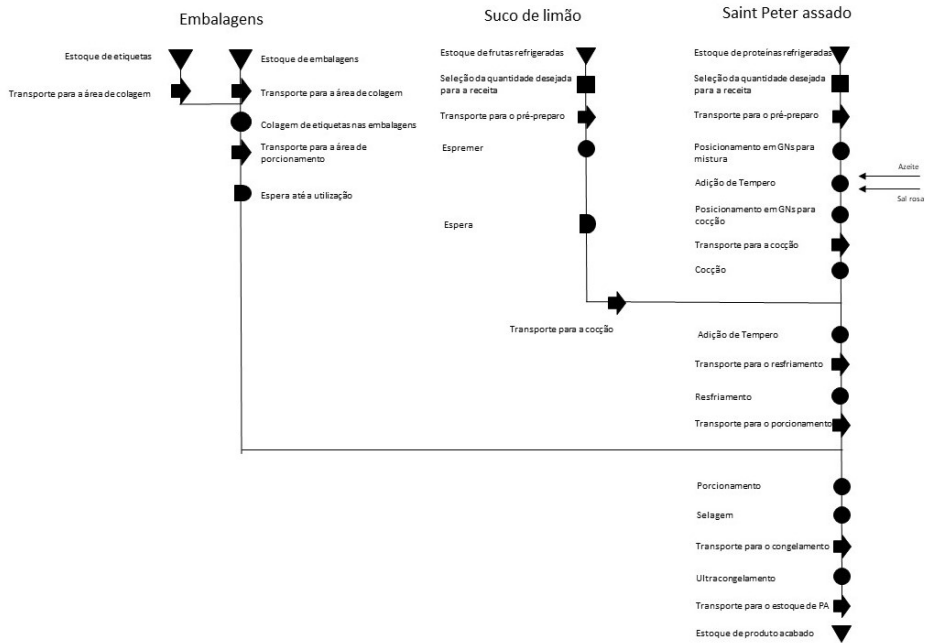 Embalagens
Estoque de etiquetas
Estoque de embalagens
Transporte para a área de colagem
Transporte para a área de colagem
Colagem de etiquetas nas embalagens
Transporte para a área de
porcionamento
Espera até a utilização
Suco de limão
Estoque de frutas refrigeradas
Seleção da quantidade desejada
para a receita
Transporte para o pré-preparo
Espremer
Espera
Transporte para a cocção
Saint Peter assado
Estoque de proteínas refrigeradas
Seleção da quantidade desejada
para a receita
Transporte para o pré-preparo
Posicionamento em GNs para
mistura
Azeite
Adição de Tempero
Sal rosa
Posicionamento em GNs para
cocção
Transporte para a cocção
Cocção
Adição de Tempero
Transporte para o resfriamento
Resfriamento
Transporte para o porcionamento
Porcionamento
Selagem
Transporte para o congelamento
Ultracongelamento
Transporte para o estoque de PA
Estoque de produto acabado